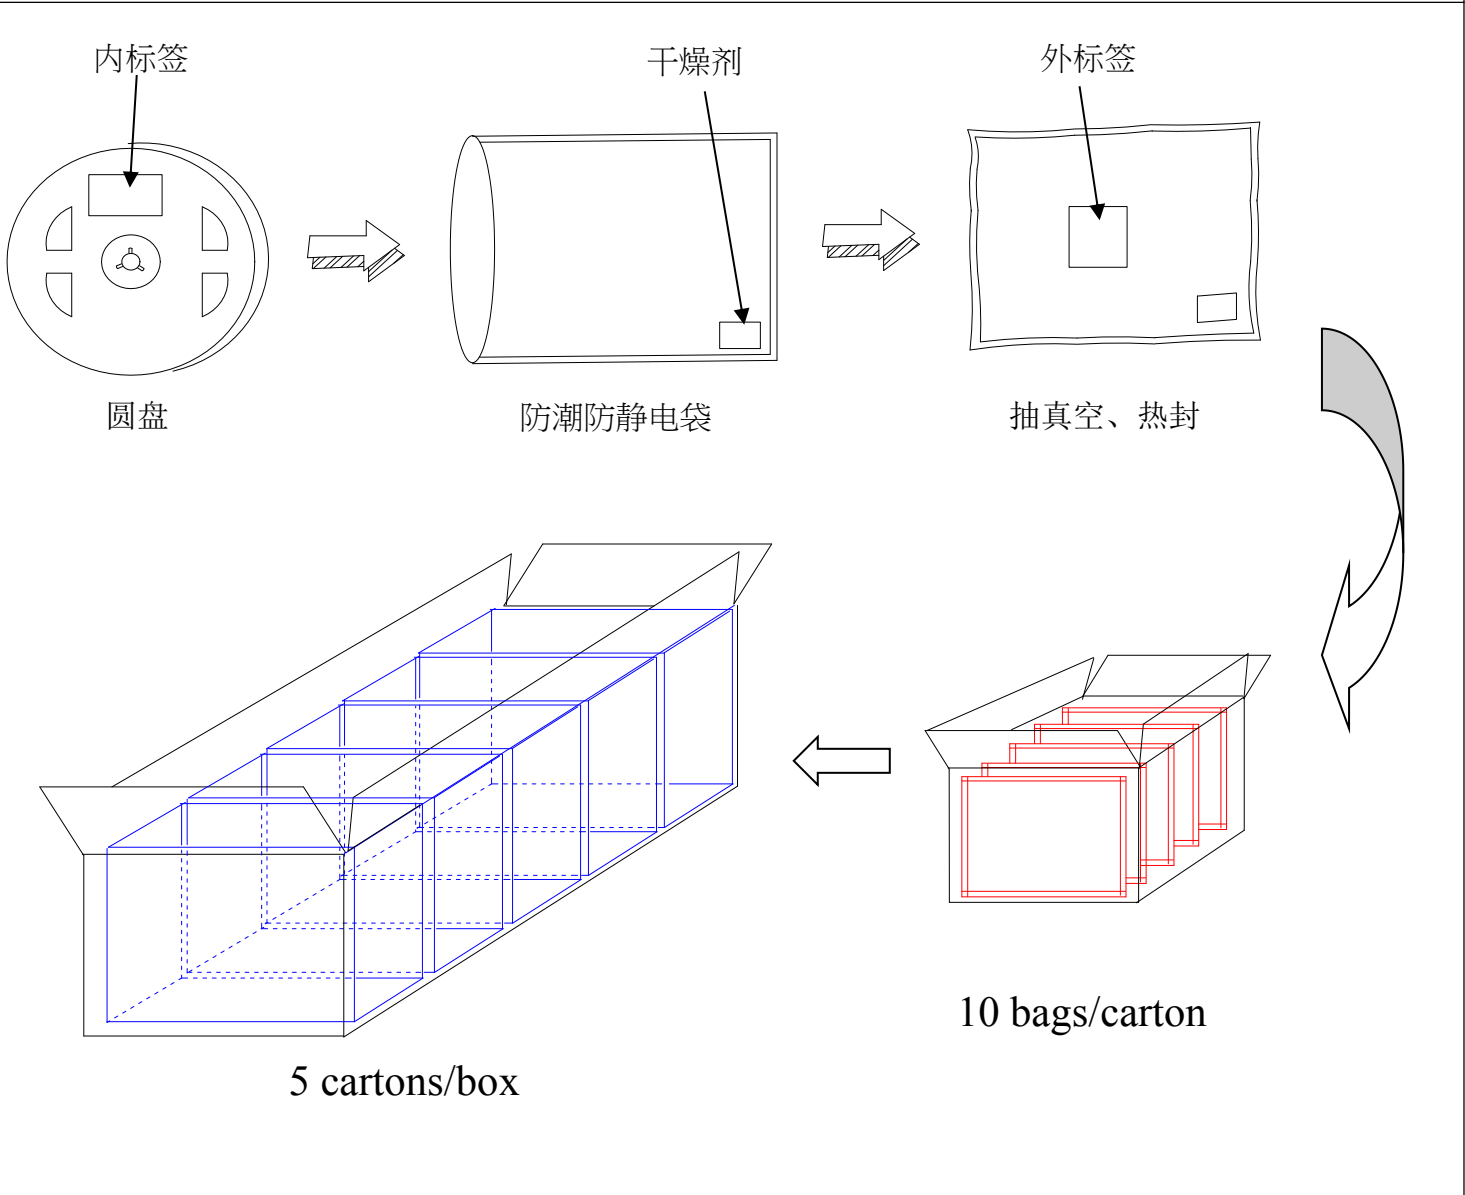 内标签
干燥剂
外标签
圆盘
防潮防静电袋
抽真空、热封
10 bags/carton
5 cartons/box